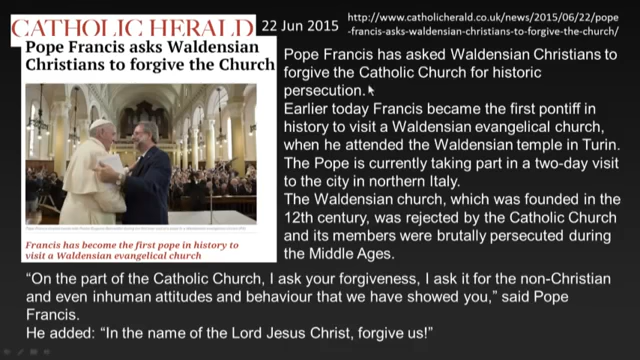 CATHOLIC HERALD
22 Jun 2015
http://www.catholicherald.co.uk/news/2015/06/22/pope
-francis-asks-waldensian-christians-to-forgive-the-church/
Pope Francis asks Waldensian
Christians to forgive the Church
Francis has become the first pope in history to
visit a Waldensian evangelical church
Pope Francis has asked Waldensian Christians to
forgive the Catholic Church for historic
persecution.
Earlier today Francis became the first pontiff in
history to visit a Waldensian evangelical church,
when he attended the Waldensian temple in Turin.
The Pope is currently taking part in a two-day visit
to the city in northern Italy.
The Waldensian church, which was founded in the
12th century, was rejected by the Catholic Church
and its members were brutally persecuted during
the Middle Ages.
“On the part of the Catholic Church, I ask your forgiveness, I ask it for the non-Christian
and even inhuman attitudes and behaviour that we have showed you,” said Pope
Francis.
He added: “In the name of the Lord Jesus Christ, forgive us!”